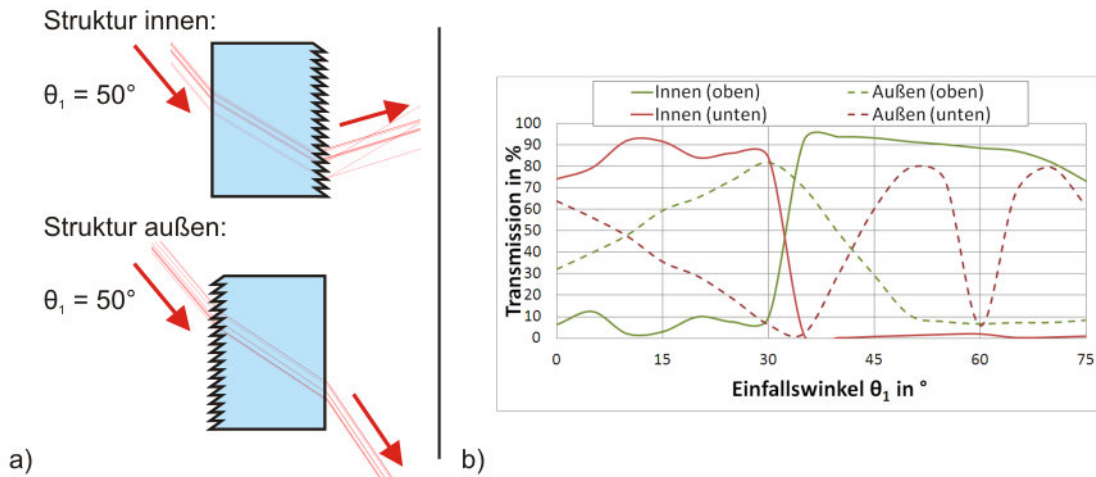 Struktur innen:
θ₁ = 50°
Struktur außen:
θ₁ = 50°
a)
Innen (oben)
Außen (oben)
Innen (unten)
Außen (unten)
Transmission in %
100
90
80
70
60
50
40
30
20
10
0
0 15 30 45 60 75
Einfallswinkel θ₁ in °
b)